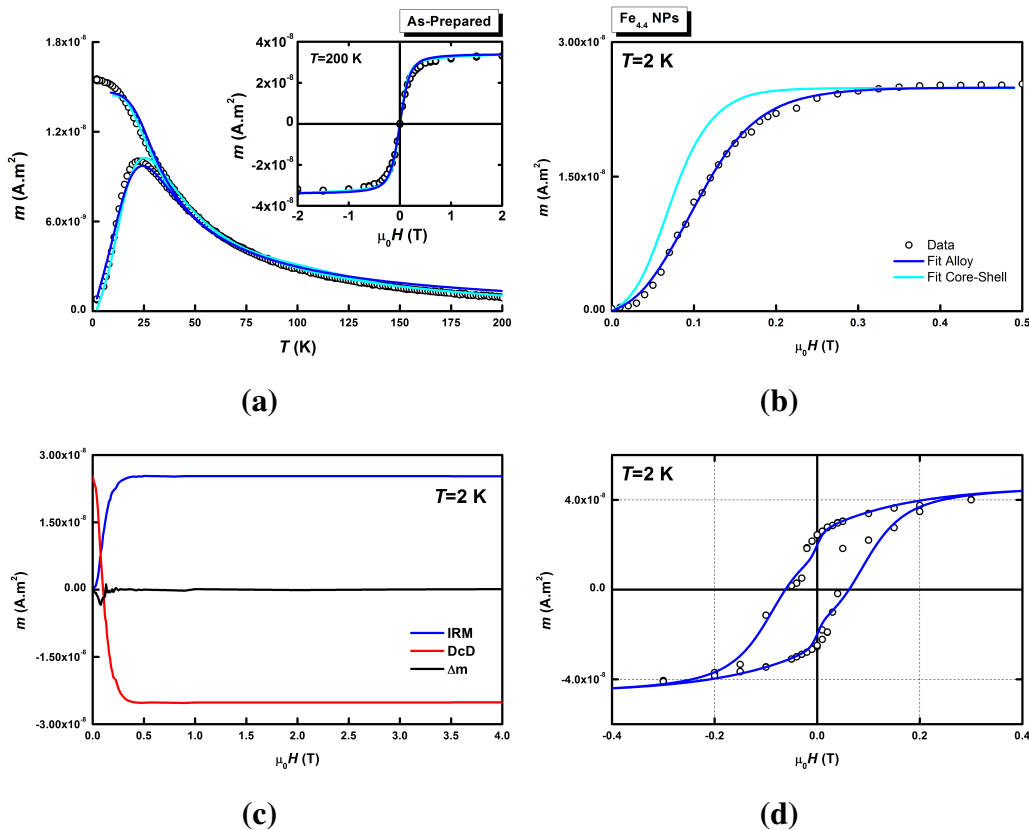 As-Prepared
1.8x10⁻⁸
1.2x10⁻⁸
6.0x10⁻⁹
0.00
m (A.m²)
0 25 50 75 100 125 150 175 200
T (K)
T=200 K
4x10⁻⁸
2x10⁻⁸
0
-2x10⁻⁸
-4x10⁻⁸
m (A.m²)
-2 -1 0 1 2
μ₀H (T)
(a)
Fe₄.₄ NPs
T=2 K
3.00x10⁻⁸
1.50x10⁻⁸
0.00
m (A.m²)
Data
Fit Alloy
Fit Core-Shell
0.0 0.1 0.2 0.3 0.4 0.5
μ₀H (T)
(b)
3.00x10⁻⁸
1.50x10⁻⁸
0.00
-1.50x10⁻⁸
-3.00x10⁻⁸
m (A.m²)
T=2 K
IRM
DcD
Δm
0.0 0.5 1.0 1.5 2.0 2.5 3.0 3.5 4.0
μ₀H (T)
(c)
T=2 K
4.0x10⁻⁸
0.0
-4.0x10⁻⁸
m (A.m²)
-0.4 -0.2 0.0 0.2 0.4
μ₀H (T)
(d)